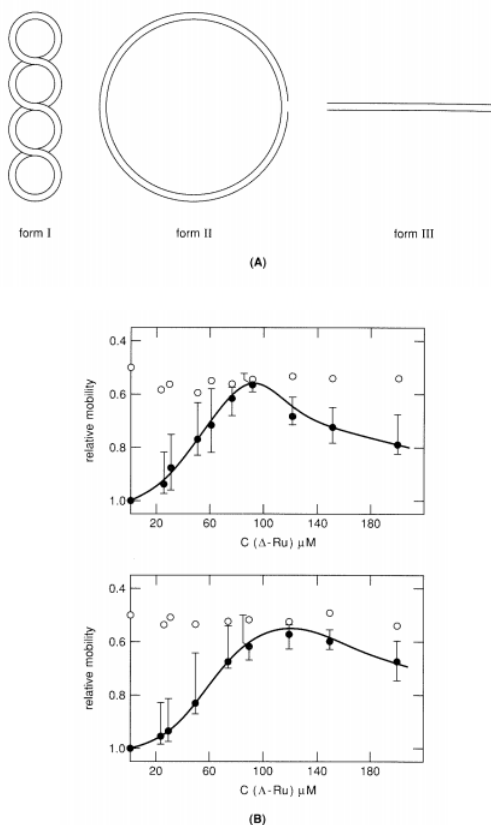 form I
form II
form III
(A)
0.4
0.6
0.8
1.0
relative mobility
20
60
100
140
180
C (Δ-Ru) μM
0.4
0.6
0.8
1.0
relative mobility
20
60
100
140
180
C (Λ-Ru) μM
(B)